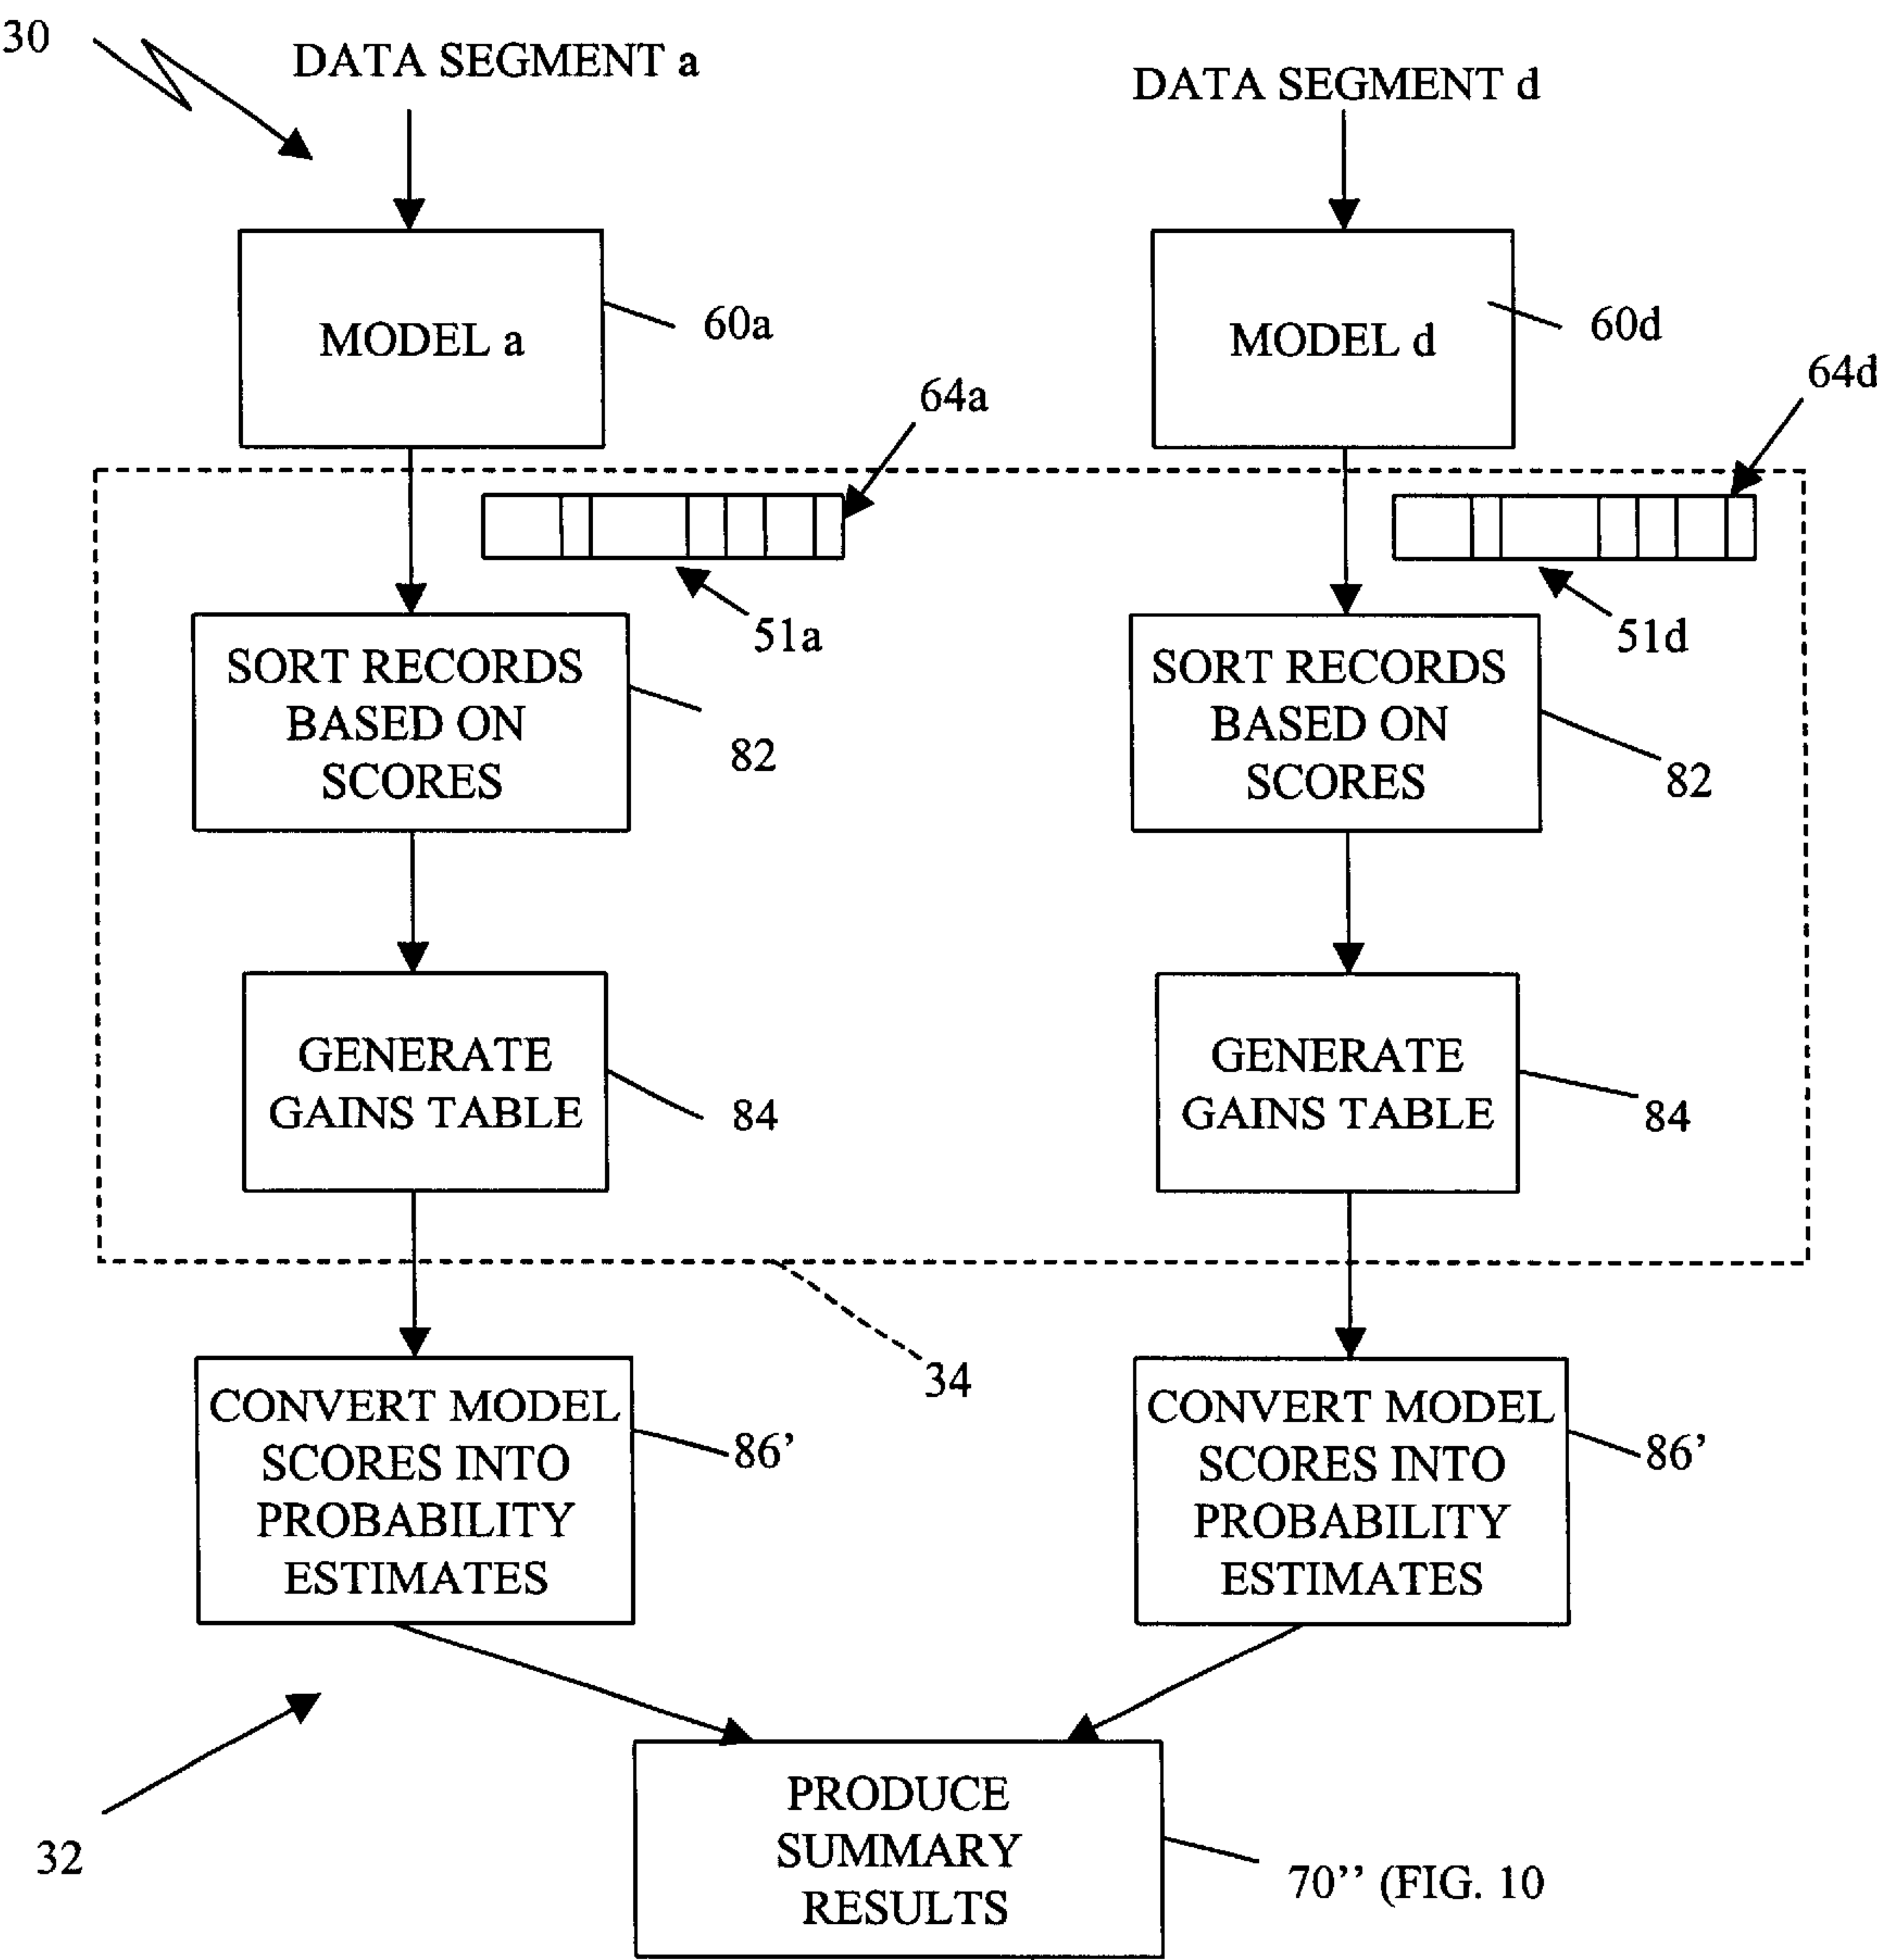 30
DATA SEGMENT a
DATA SEGMENT d
MODEL a
60a
MODEL d
60d
64a
64d
51a
51d
SORT RECORDS
BASED ON
SCORES
82
SORT RECORDS
BASED ON
SCORES
82
GENERATE
GAINS TABLE
84
GENERATE
GAINS TABLE
84
34
CONVERT MODEL
SCORES INTO
PROBABILITY
ESTIMATES
86’
CONVERT MODEL
SCORES INTO
PROBABILITY
ESTIMATES
86’
32
PRODUCE
SUMMARY
RESULTS
70’’ (FIG. 10